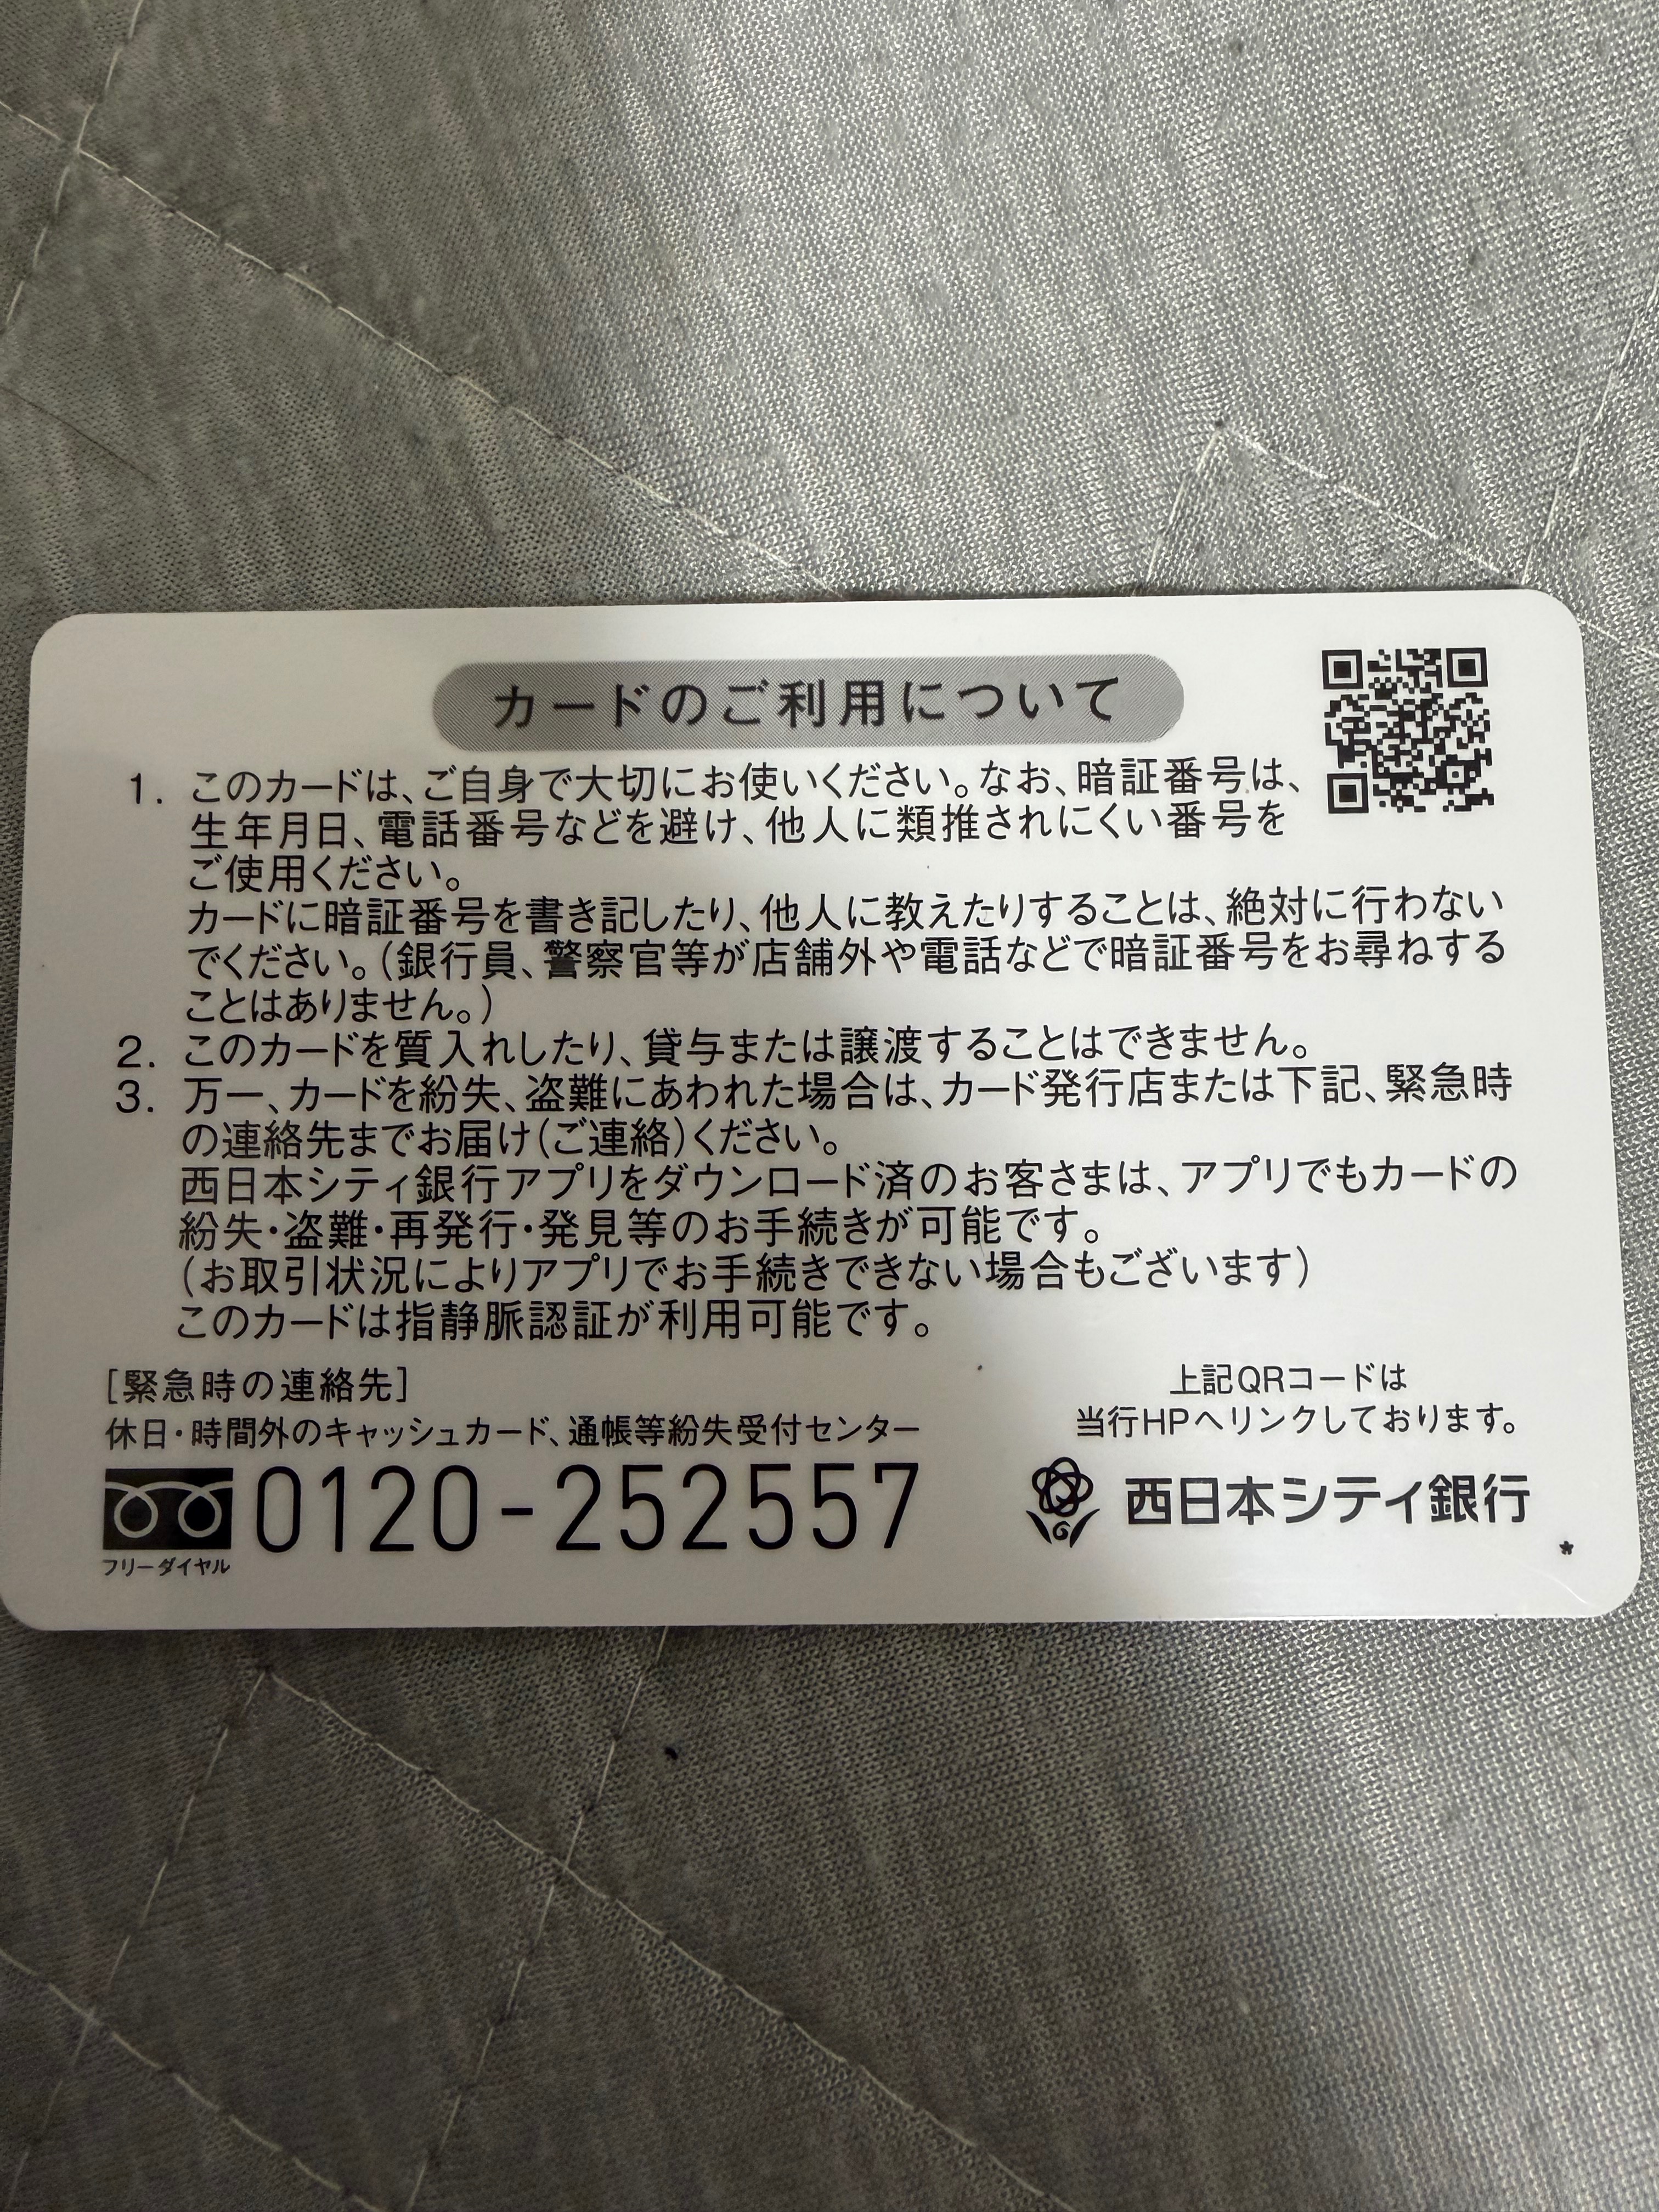 カードのご利用について
1. このカードは、ご自身で大切にお使いください。なお、暗証番号は、
生年月日、電話番号などを避け、他人に類推されにくい番号を
ご使用ください。
カードに暗証番号を書き記したり、他人に教えたりすることは、絶対に行わない
でください。(銀行員、警察官等が店舗外や電話などで暗証番号をお尋ねする
ことはありません。)
2. このカードを質入れしたり、貸与または譲渡することはできません。
3. 万一、カードを紛失、盗難にあわれた場合は、カード発行店または下記、緊急時
の連絡先までお届け(ご連絡)ください。
西日本シティ銀行アプリをダウンロード済のお客さまは、アプリでもカードの
紛失・盗難・再発行・発見等のお手続きが可能です。
(お取引状況によりアプリでお手続きできない場合もございます)
このカードは指静脈認証が利用可能です。
[緊急時の連絡先]
休日・時間外のキャッシュカード、通帳等紛失受付センター
0120-252557
フリーダイヤル
上記QRコードは
当行HPへリンクしております。
西日本シティ銀行
*